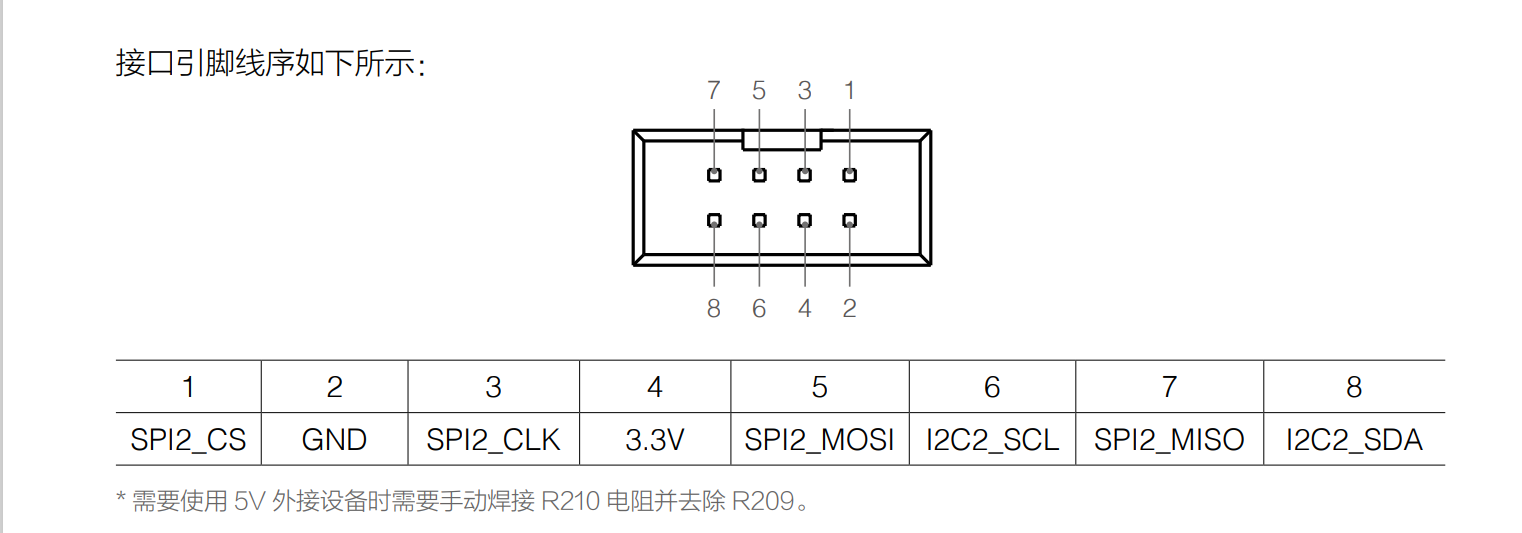 接口引脚线序如下所示：
7 5 3 1
8 6 4 2
1 2 3 4 5 6 7 8
SPI2_CS GND SPI2_CLK 3.3V SPI2_MOSI I2C2_SCL SPI2_MISO I2C2_SDA
* 需要使用 5V 外接设备时需要手动焊接 R210 电阻并去除 R209。